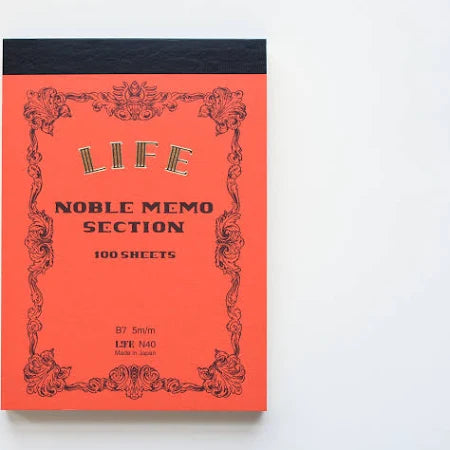 LIFE
NOBLE MEMO
SECTION
100 SHEETS
B7 5m/m
LIFE N40
Made in Japan